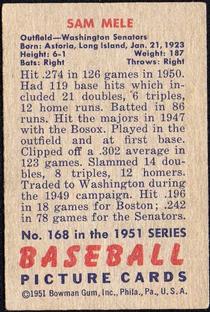 SAM MELE
Outfield—Washington Senators
Born: Astoria, Long Island, Jan. 21, 1923
Height: 6-1 Weight: 187
Bats: Right Throws: Right
Hit .274 in 126 games in 1950.
Had 119 base hits which in-
cluded 21 doubles, 6 triples,
12 home runs. Batted in 86
runs. Hit the majors in 1947
with the Bosox. Played in the
outfield and at first base.
Clipped off a .302 average in
123 games. Slammed 14 dou-
bles, 8 triples, 12 homers.
Traded to Washington during
the 1949 campaign. Hit .196
in 18 games for Boston; .242
in 78 games for the Senators.
No. 168 in the 1951 SERIES
BASEBALL
PICTURE CARDS
©1951 Bowman Gum, Inc., Phila., Pa., U. S. A.